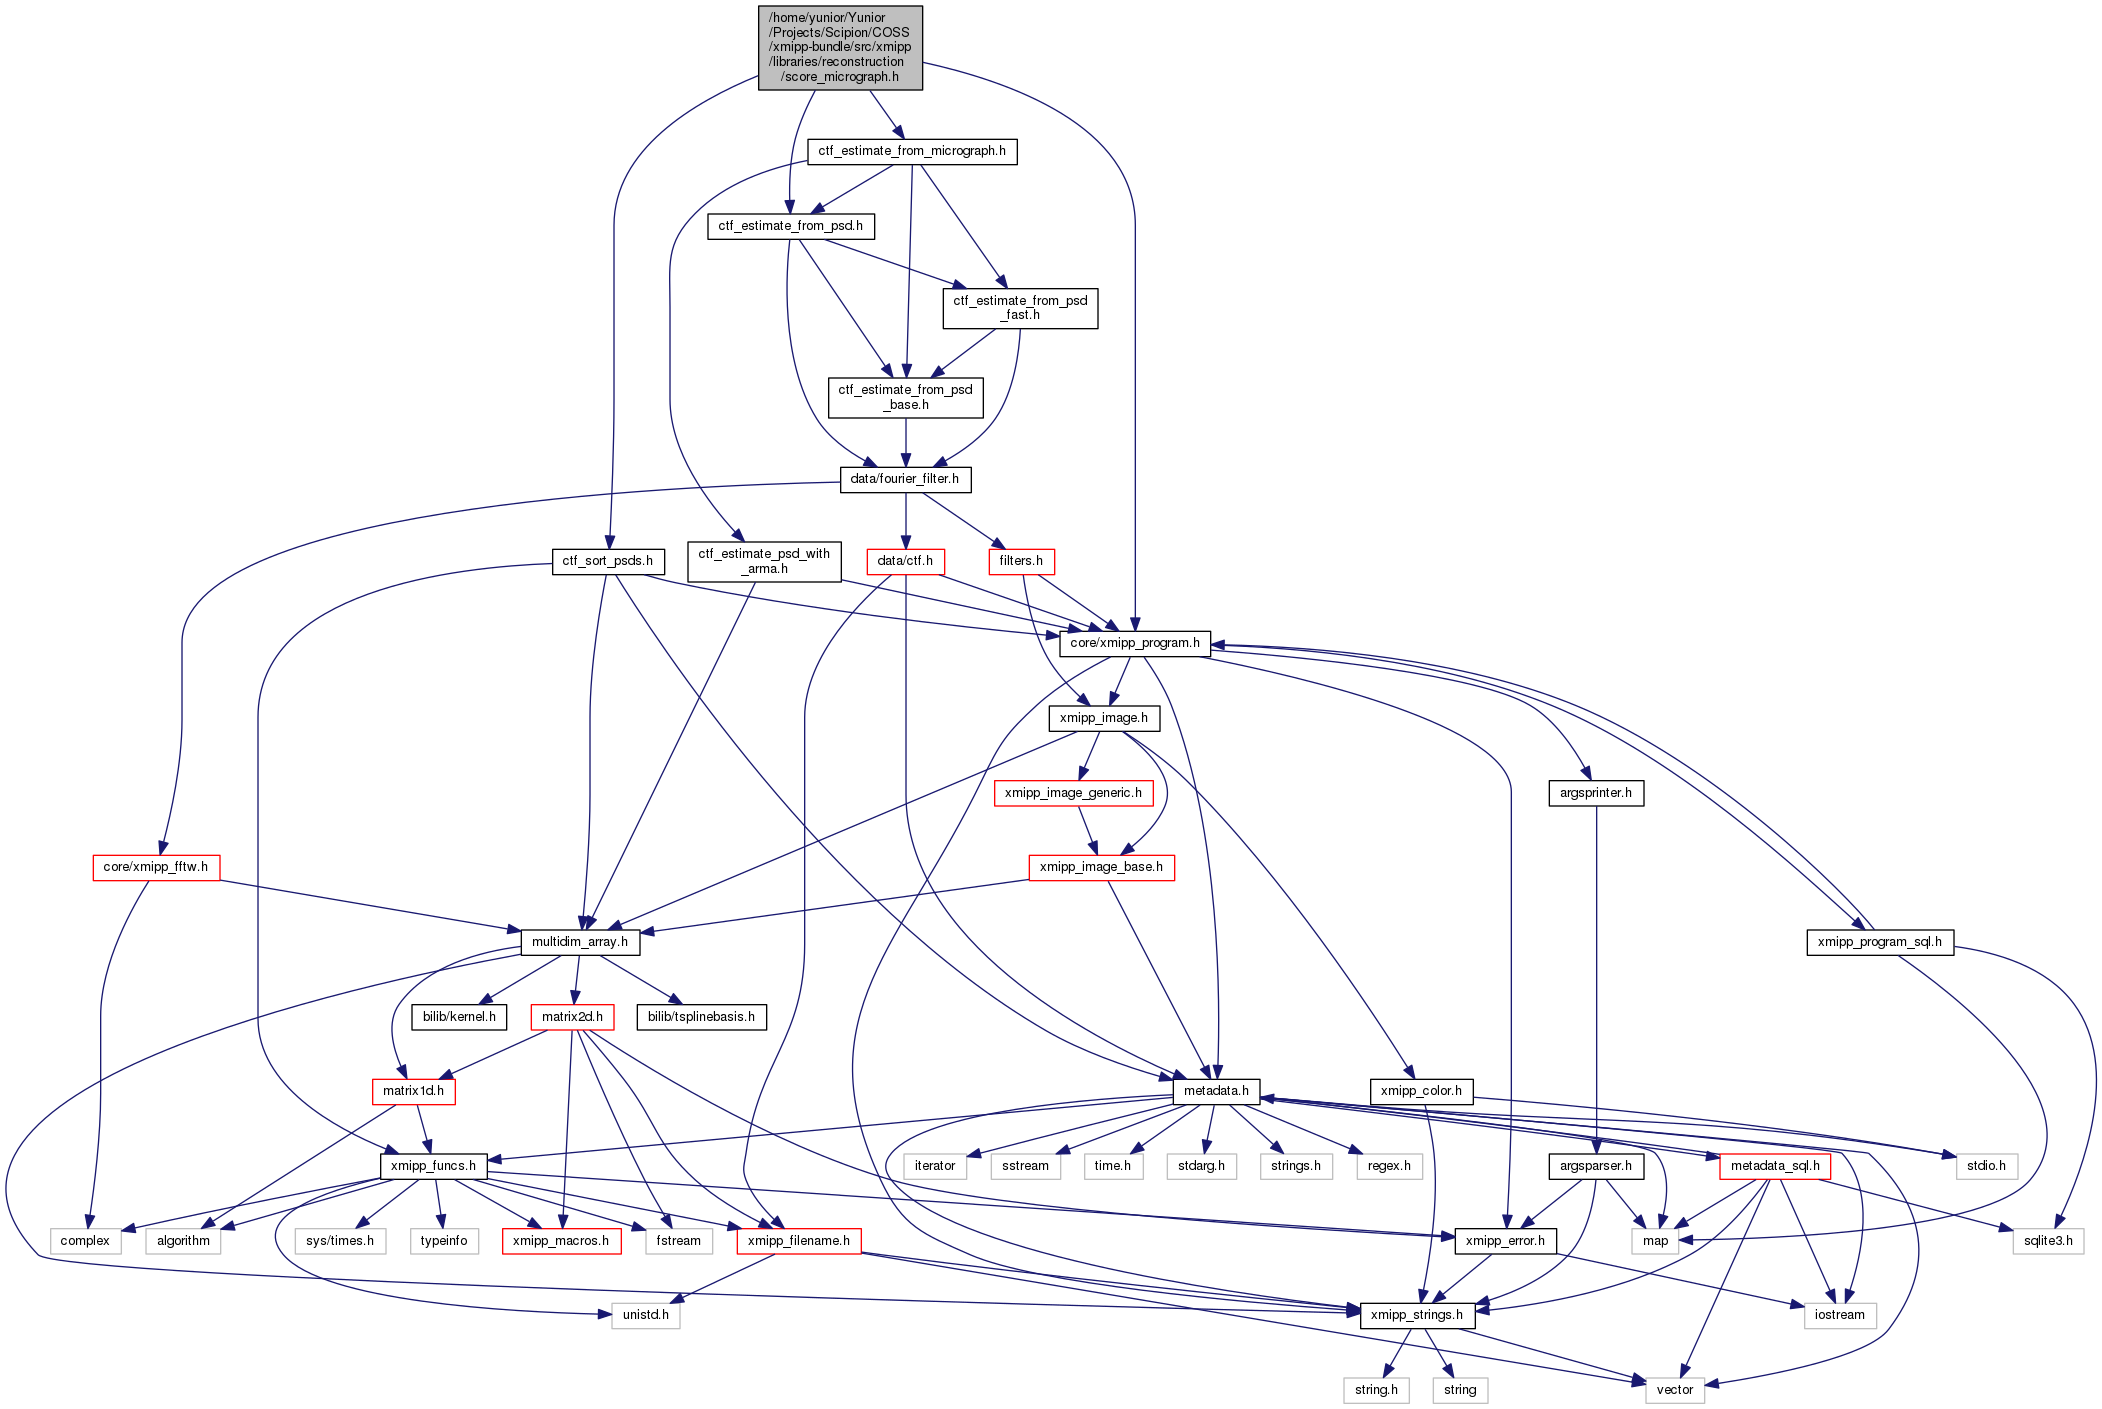 /home/yunior/Yunior
/Projects/Scipion/COSS
/xmipp-bundle/src/xmipp
/libraries/reconstruction
/score_micrograph.h
ctf_estimate_from_micrograph.h
ctf_estimate_from_psd.h
ctf_estimate_from_psd
_fast.h
ctf_estimate_from_psd
_base.h
data/fourier_filter.h
ctf_sort_psds.h
ctf_estimate_psd_with
_arma.h
data/ctf.h
filters.h
core/xmipp_program.h
xmipp_image.h
xmipp_image_generic.h
argsprinter.h
core/xmipp_fftw.h
xmipp_image_base.h
multidim_array.h
xmipp_program_sql.h
bilib/kernel.h
matrix2d.h
bilib/tsplinebasis.h
matrix1d.h
metadata.h
xmipp_color.h
xmipp_funcs.h
iterator
sstream
time.h
stdarg.h
strings.h
regex.h
argsparser.h
metadata_sql.h
stdio.h
complex
algorithm
sys/times.h
typeinfo
xmipp_macros.h
fstream
xmipp_filename.h
xmipp_error.h
map
sqlite3.h
unistd.h
xmipp_strings.h
iostream
string.h
string
vector